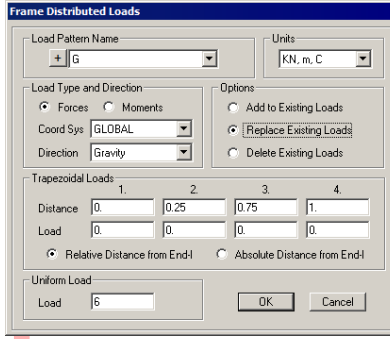 Frame Distributed Loads
Load Pattern Name
+ G
Units
KN, m, C
Load Type and Direction
Forces Moments
Coord Sys GLOBAL
Direction Gravity
Options
Add to Existing Loads
Replace Existing Loads
Delete Existing Loads
Trapezoidal Loads
1. 2. 3. 4.
Distance 0. 0.25 0.75 1.
Load 0. 0. 0. 0.
Relative Distance from End-I Absolute Distance from End-I
Uniform Load
Load 6
OK Cancel